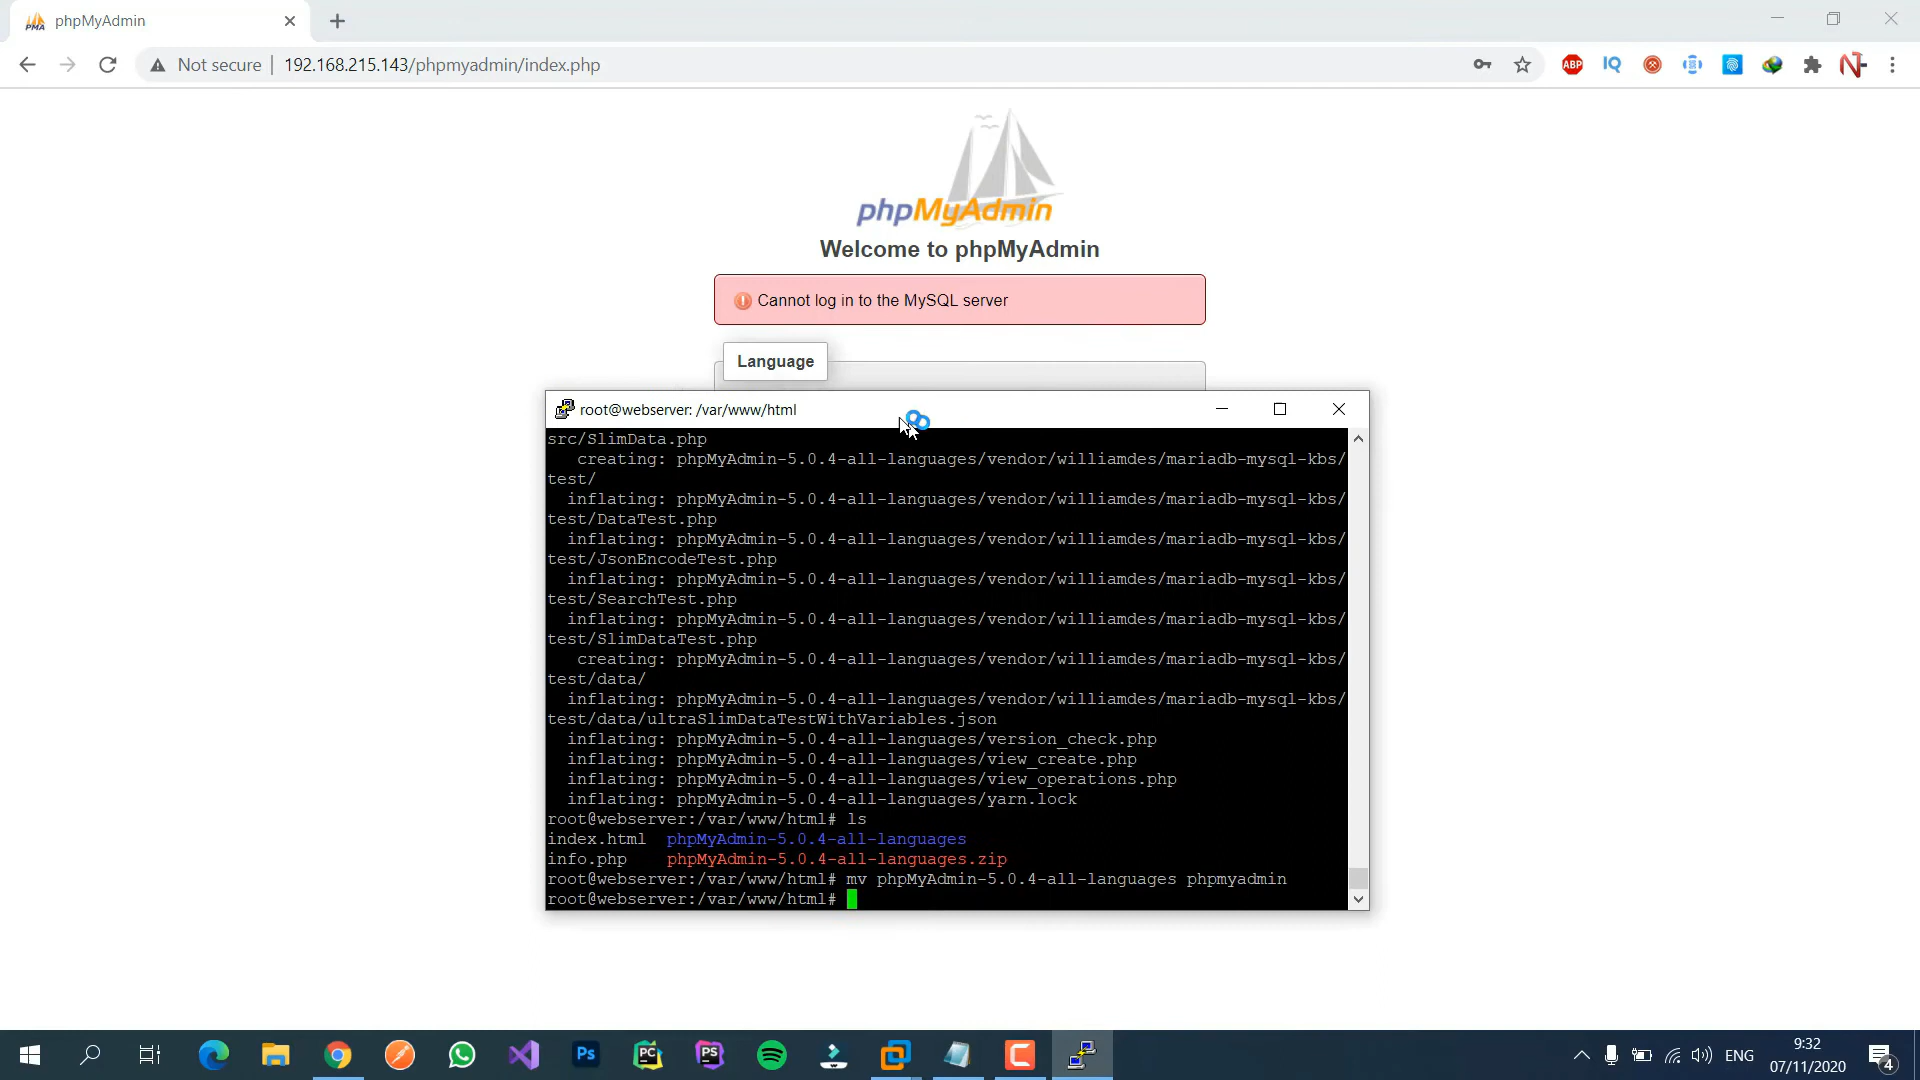 phpMyAdmin
Not secure
192.168.215.143/phpmyadmin/index.php
ABP
IQ
phpMyAdmin
Welcome to phpMyAdmin
Cannot log in to the MySQL server
Language
root@webserver: /var/www/html
src/SlimData.php
creating: phpMyAdmin-5.0.4-all-languages/vendor/williamdes/mariadb-mysql-kbs/
test/
inflating: phpMyAdmin-5.0.4-all-languages/vendor/williamdes/mariadb-mysql-kbs/
test/DataTest.php
inflating: phpMyAdmin-5.0.4-all-languages/vendor/williamdes/mariadb-mysql-kbs/
test/JsonEncodeTest.php
inflating: phpMyAdmin-5.0.4-all-languages/vendor/williamdes/mariadb-mysql-kbs/
test/SearchTest.php
inflating: phpMyAdmin-5.0.4-all-languages/vendor/williamdes/mariadb-mysql-kbs/
test/SlimDataTest.php
creating: phpMyAdmin-5.0.4-all-languages/vendor/williamdes/mariadb-mysql-kbs/
test/data/
inflating: phpMyAdmin-5.0.4-all-languages/vendor/williamdes/mariadb-mysql-kbs/
test/data/ultraSlimDataTestWithVariables.json
inflating: phpMyAdmin-5.0.4-all-languages/version_check.php
inflating: phpMyAdmin-5.0.4-all-languages/view_create.php
inflating: phpMyAdmin-5.0.4-all-languages/view_operations.php
inflating: phpMyAdmin-5.0.4-all-languages/yarn.lock
root@webserver:/var/www/html# ls
index.html phpMyAdmin-5.0.4-all-languages
info.php phpMyAdmin-5.0.4-all-languages.zip
root@webserver:/var/www/html# mv phpMyAdmin-5.0.4-all-languages phpmyadmin
root@webserver:/var/www/html#
Ps
PC
PS
ENG
9:32
07/11/2020
4